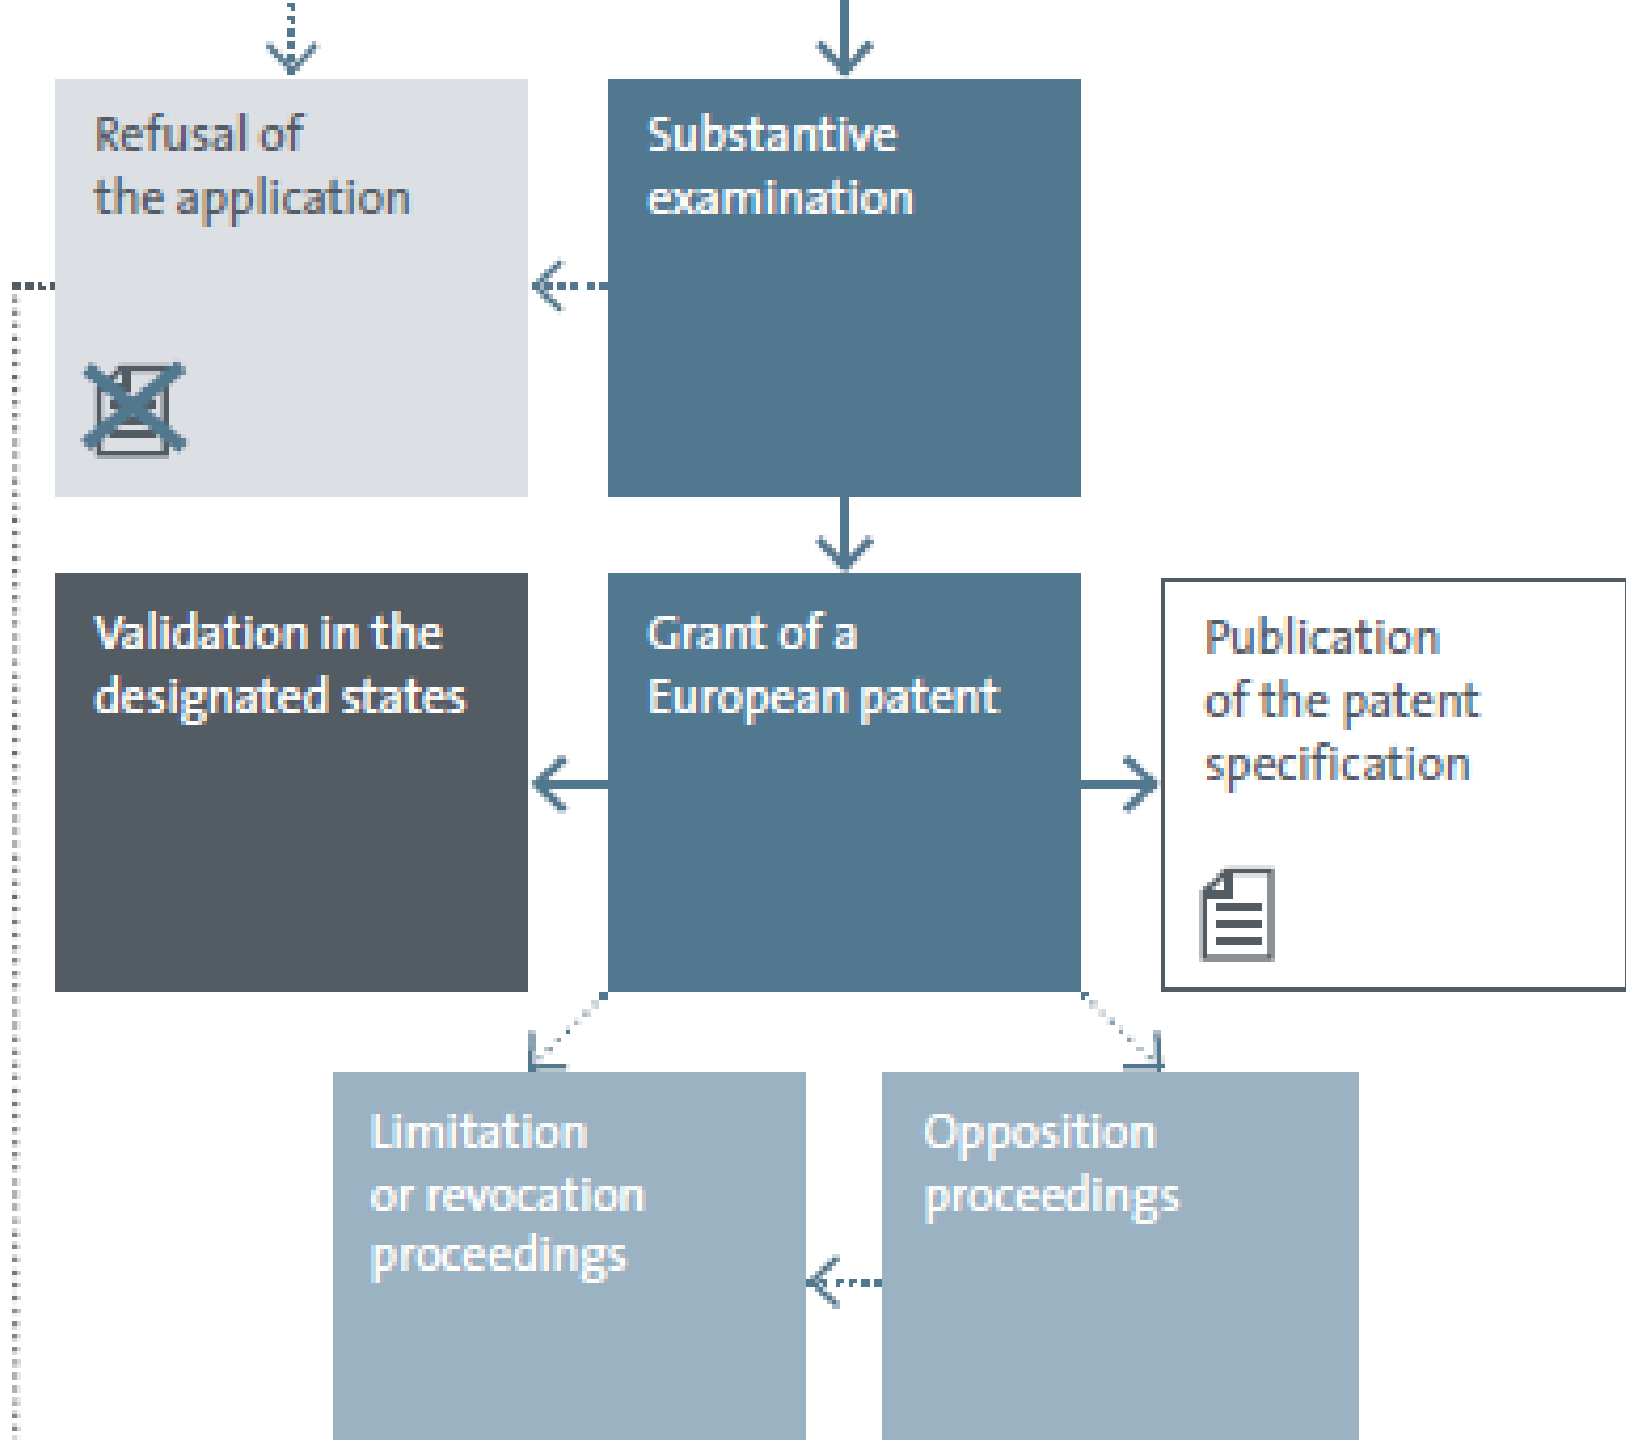 Refusal of
the application
Substantive
examination
Validation in the
designated states
Grant of a
European patent
Publication
of the patent
specification
Limitation
or revocation
proceedings
Opposition
proceedings